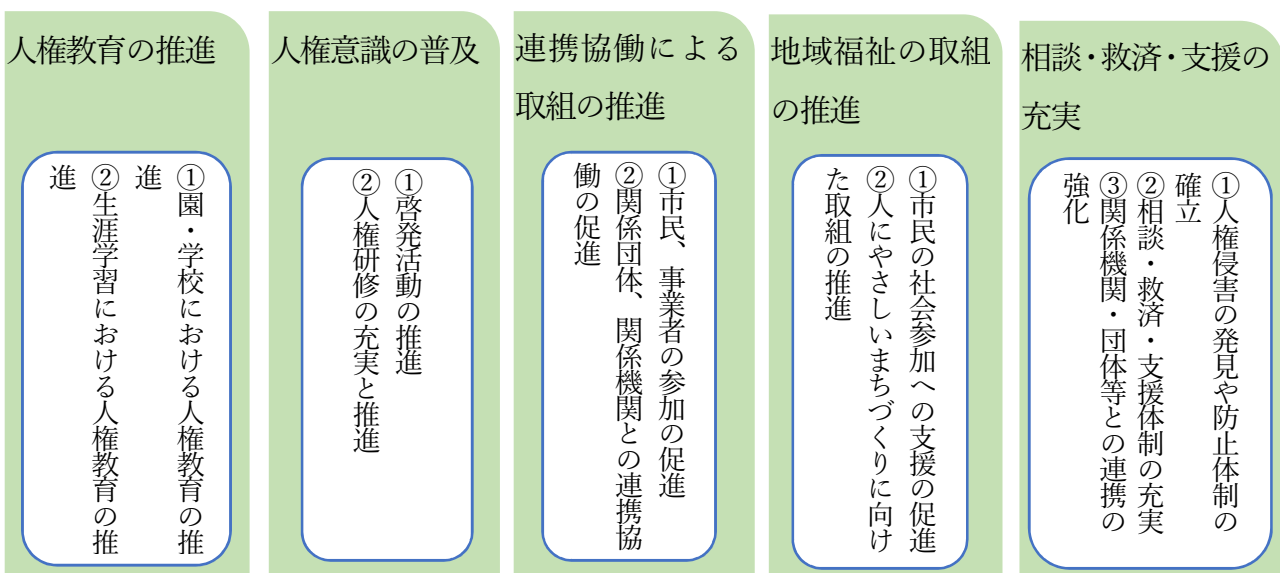 人権教育の推進
①園・学校における人権教育の推
進
②生涯学習における人権教育の推
進
人権意識の普及
①啓発活動の推進
②人権研修の充実と推進
連携協働による
取組の推進
①市民、事業者の参加の促進
②関係団体、関係機関との連携協
働の促進
地域福祉の取組
の推進
①市民の社会参加への支援の促進
②人にやさしいまちづくりに向け
た取組の推進
相談・救済・支援の
充実
①人権侵害の発見や防止体制の
確立
②相談・救済・支援体制の充実
③関係機関・団体等との連携の
強化